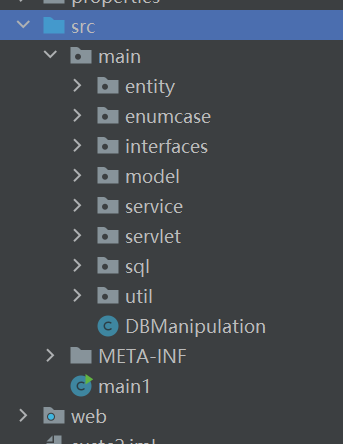 properties
src
main
entity
enumcase
interfaces
model
service
servlet
sql
util
DBManipulation
META-INF
main1
web